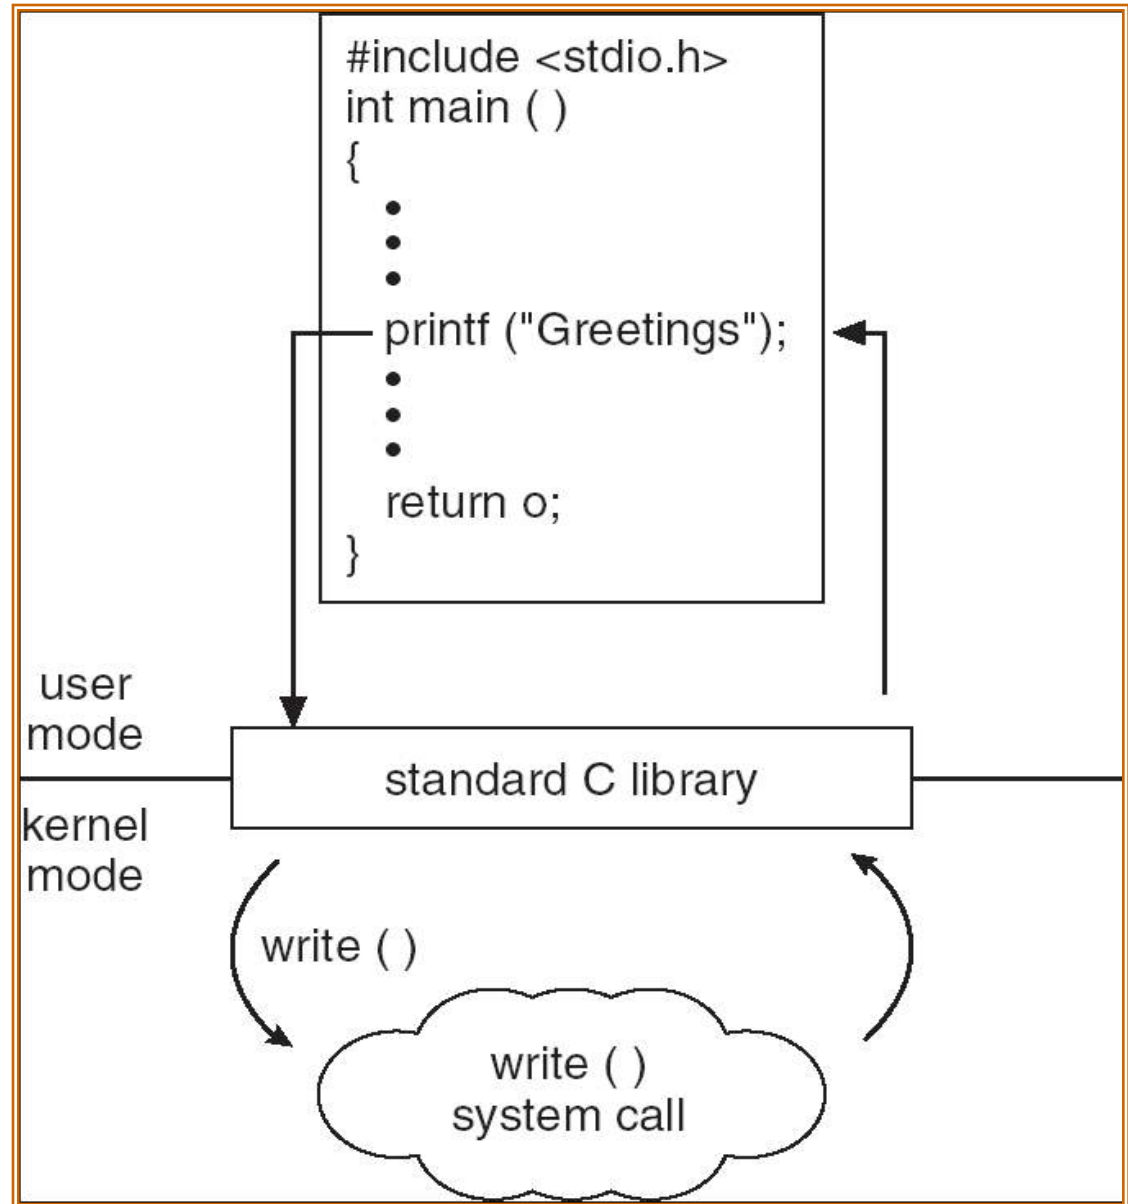 #include <stdio.h>
int main ( )
{
•
•
•
printf ("Greetings");
•
•
•
return o;
}
user
mode
standard C library
kernel
mode
write ( )
write ( )
system call